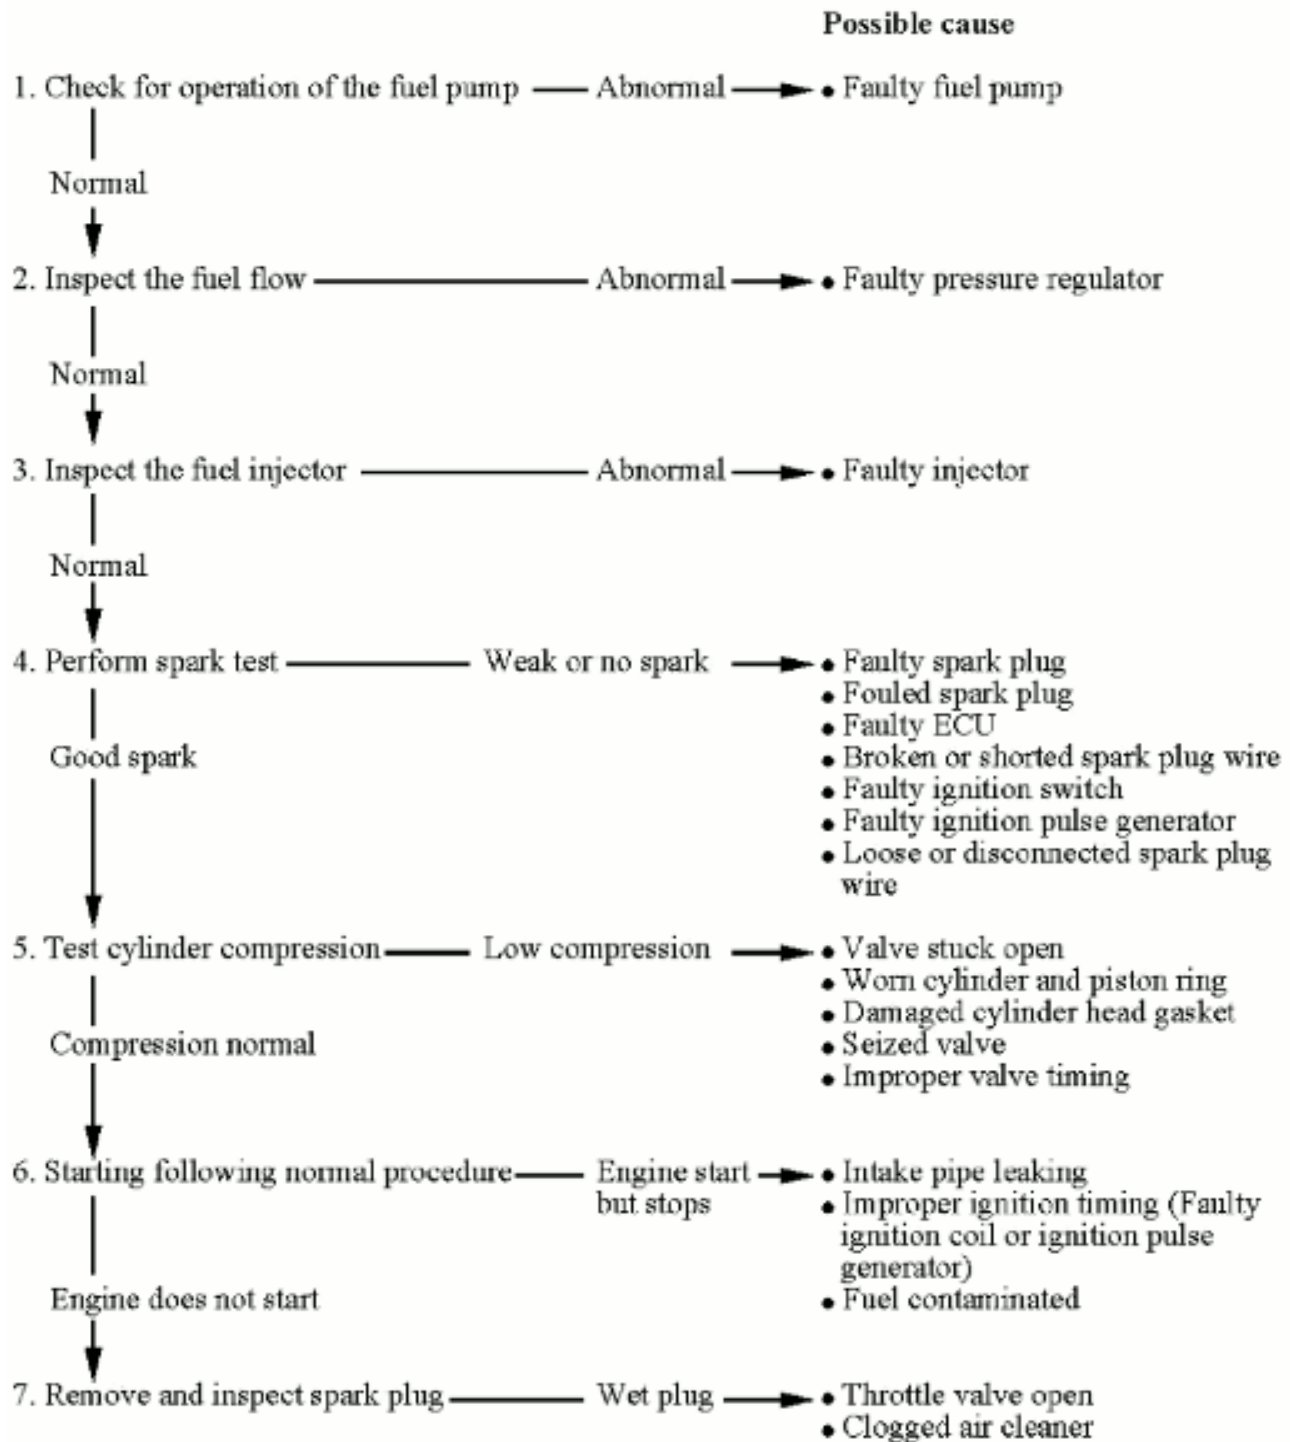 Possible cause
1. Check for operation of the fuel pump Abnormal • Faulty fuel pump
Normal
2. Inspect the fuel flow Abnormal • Faulty pressure regulator
Normal
3. Inspect the fuel injector Abnormal • Faulty injector
Normal
4. Perform spark test Weak or no spark • Faulty spark plug
• Fouled spark plug
• Faulty ECU
Good spark • Broken or shorted spark plug wire
• Faulty ignition switch
• Faulty ignition pulse generator
• Loose or disconnected spark plug
wire
5. Test cylinder compression Low compression • Valve stuck open
• Worn cylinder and piston ring
• Damaged cylinder head gasket
Compression normal • Seized valve
• Improper valve timing
6. Starting following normal procedure Engine start • Intake pipe leaking
but stops • Improper ignition timing (Faulty
ignition coil or ignition pulse
generator)
Engine does not start • Fuel contaminated
7. Remove and inspect spark plug Wet plug • Throttle valve open
• Clogged air cleaner